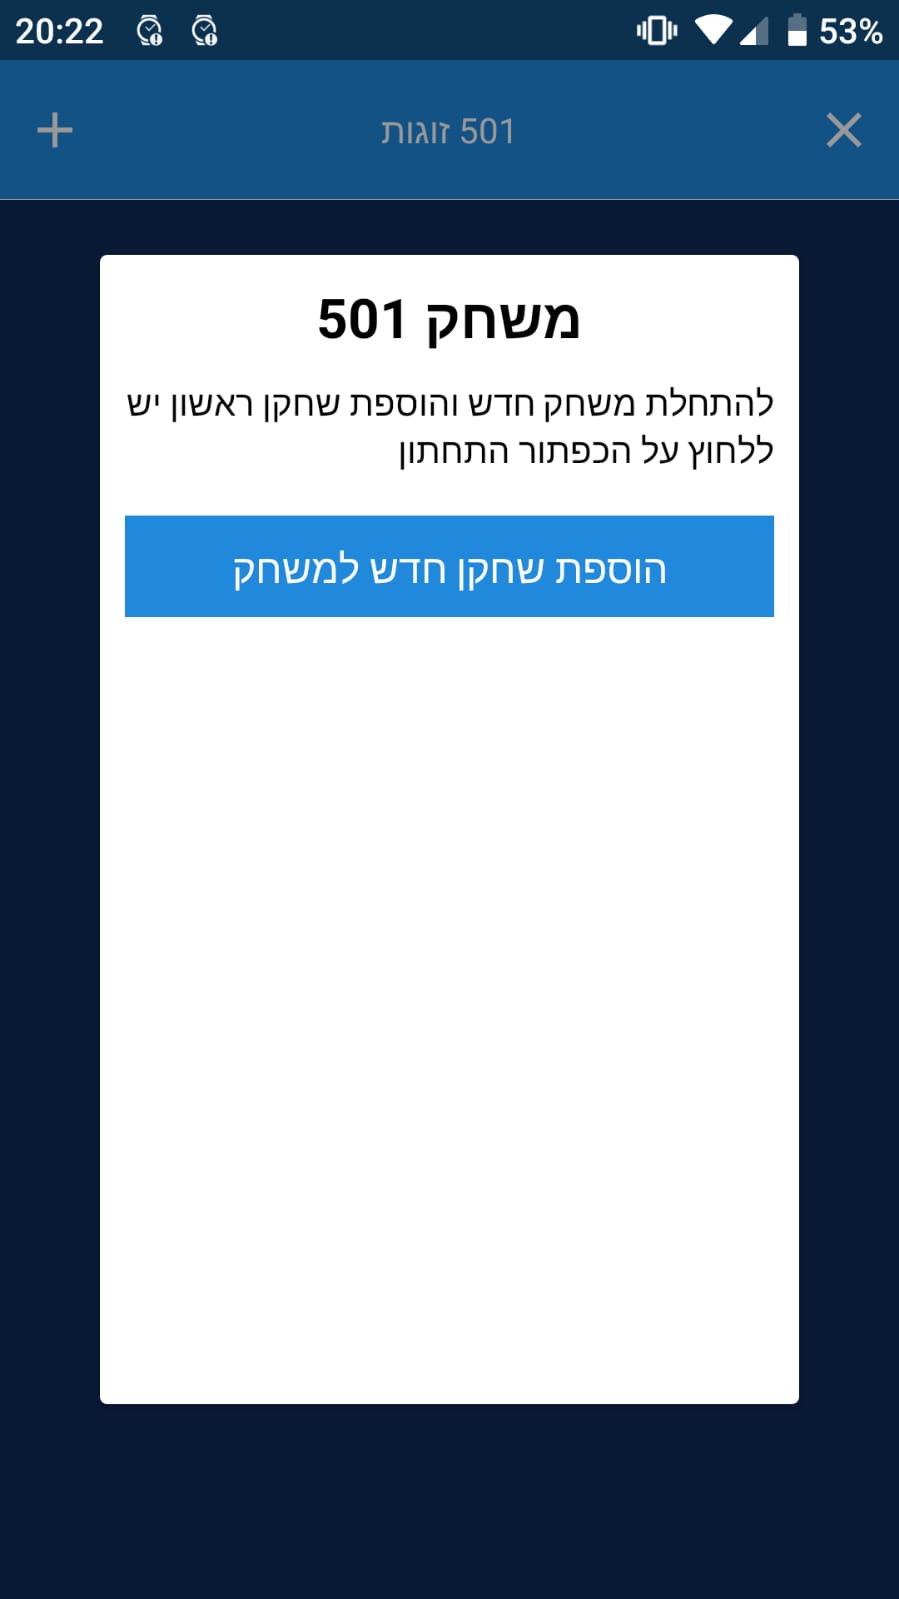 20:22 53%
501 זוגות
משחק 501
להתחלת משחק חדש והוספת שחקן ראשון יש
ללחוץ על הכפתור התחתון
הוספת שחקן חדש למשחק